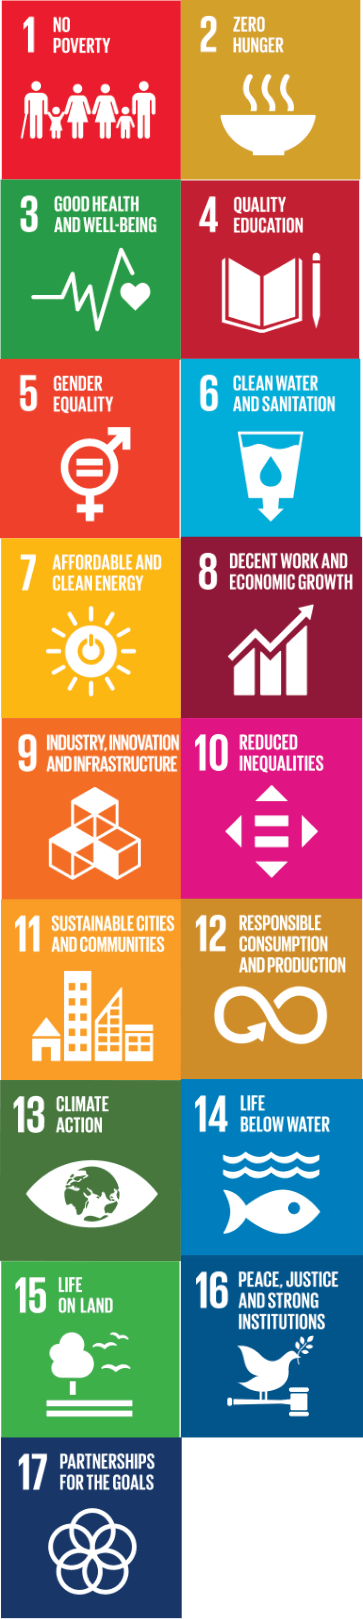 1 NO
POVERTY
2 ZERO
HUNGER
3 GOOD HEALTH
AND WELL-BEING
4 QUALITY
EDUCATION
5 GENDER
EQUALITY
6 CLEAN WATER
AND SANITATION
7 AFFORDABLE AND
CLEAN ENERGY
8 DECENT WORK AND
ECONOMIC GROWTH
9 INDUSTRY, INNOVATION
AND INFRASTRUCTURE
10 REDUCED
INEQUALITIES
11 SUSTAINABLE CITIES
AND COMMUNITIES
12 RESPONSIBLE
CONSUMPTION
AND PRODUCTION
13 CLIMATE
ACTION
14 LIFE
BELOW WATER
15 LIFE
ON LAND
16 PEACE, JUSTICE
AND STRONG
INSTITUTIONS
17 PARTNERSHIPS
FOR THE GOALS